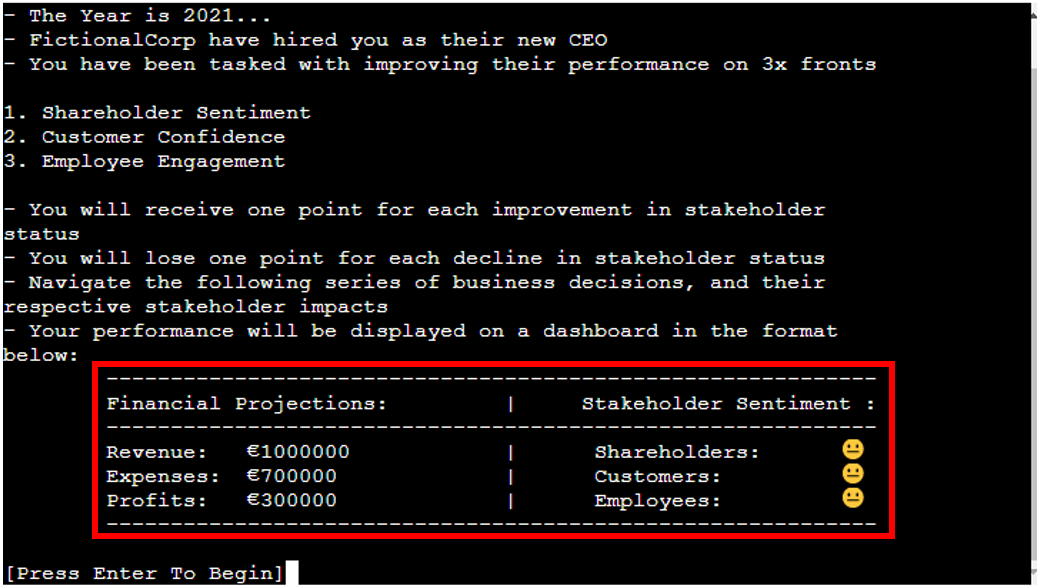 - The Year is 2021...
- FictionalCorp have hired you as their new CEO
- You have been tasked with improving their performance on 3x fronts
1. Shareholder Sentiment
2. Customer Confidence
3. Employee Engagement
- You will receive one point for each improvement in stakeholder
status
- You will lose one point for each decline in stakeholder status
- Navigate the following series of business decisions, and their
respective stakeholder impacts
- Your performance will be displayed on a dashboard in the format
below:
------------------------------------------------------------
Financial Projections: | Stakeholder Sentiment :
------------------------------------------------------------
Revenue: €1000000 | Shareholders: 😐
Expenses: €700000 | Customers: 😐
Profits: €300000 | Employees: 😐
------------------------------------------------------------
[Press Enter To Begin]